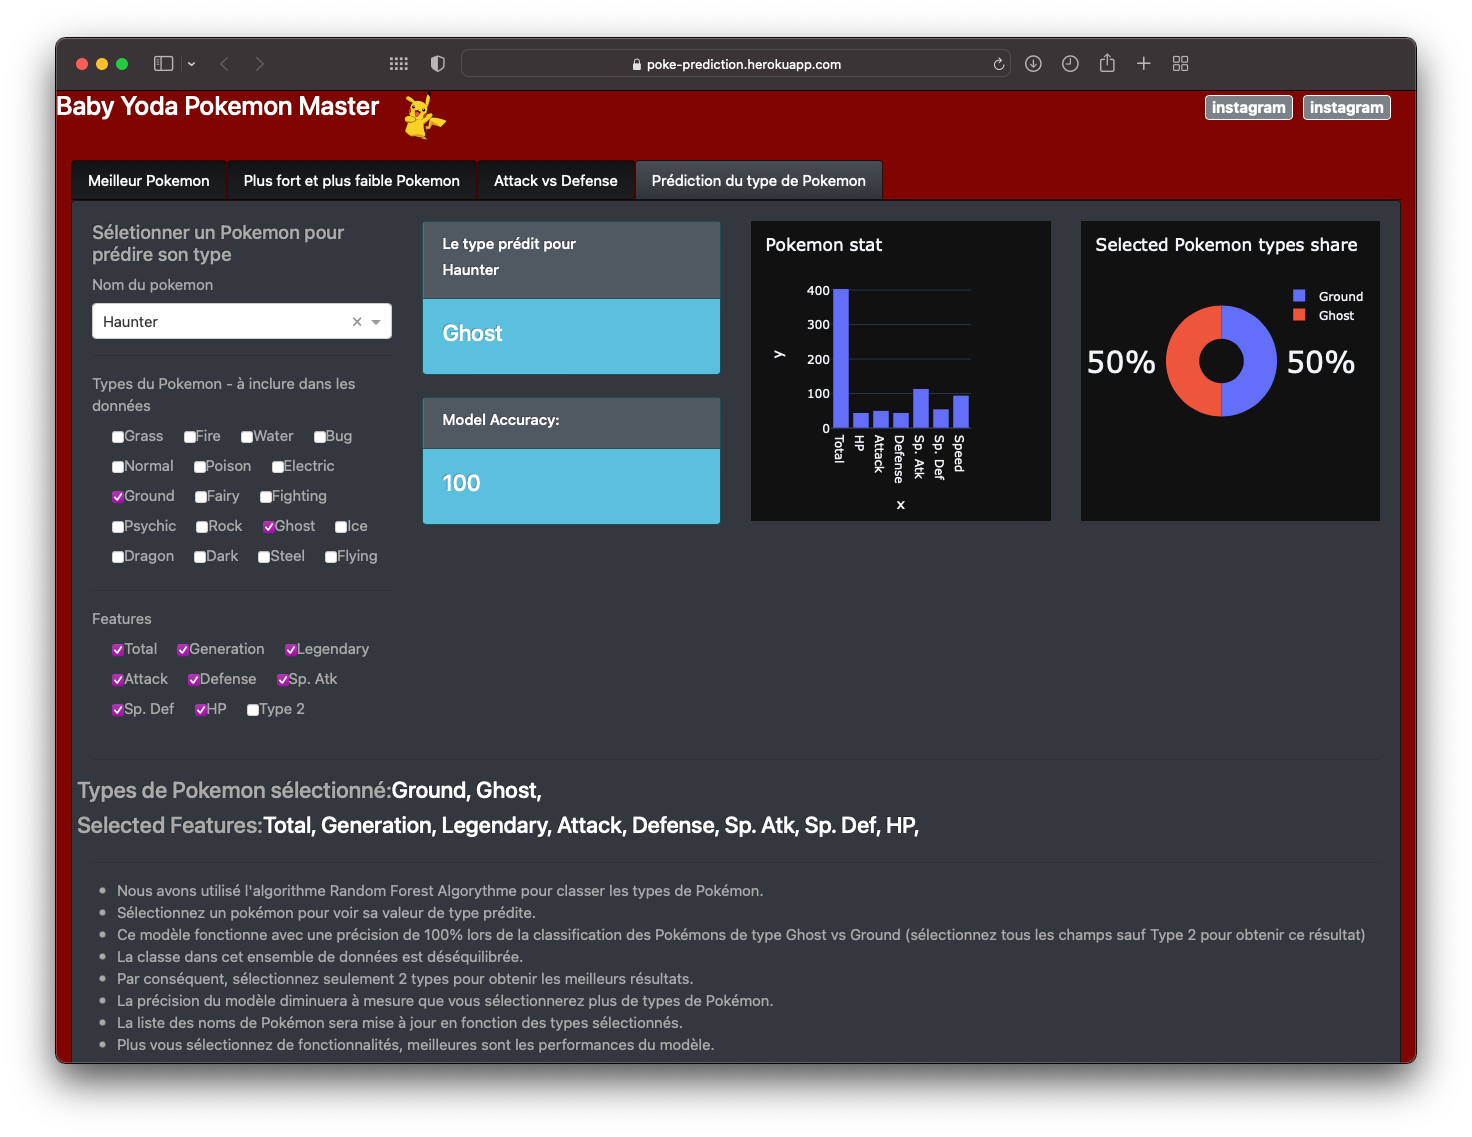 poke-prediction.herokuapp.com
Baby Yoda Pokemon Master
instagram
instagram
Meilleur Pokemon
Plus fort et plus faible Pokemon
Attack vs Defense
Prédiction du type de Pokemon
Séletionner un Pokemon pour
prédire son type
Nom du pokemon
Haunter
Types du Pokemon - à inclure dans les
données
Grass Fire Water Bug
Normal Poison Electric
Ground Fairy Fighting
Psychic Rock Ghost Ice
Dragon Dark Steel Flying
Features
Total Generation Legendary
Attack Defense Sp. Atk
Sp. Def HP Type 2
Le type prédit pour
Haunter
Ghost
Model Accuracy:
100
Pokemon stat
400
300
200
100
0
y
Total
HP
Attack
Defense
Sp. Atk
Sp. Def
Speed
x
Selected Pokemon types share
Ground
Ghost
50%
50%
Types de Pokemon sélectionné:Ground, Ghost,
Selected Features:Total, Generation, Legendary, Attack, Defense, Sp. Atk, Sp. Def, HP,
Nous avons utilisé l'algorithme Random Forest Algorythme pour classer les types de Pokémon.
Sélectionnez un pokémon pour voir sa valeur de type prédite.
Ce modèle fonctionne avec une précision de 100% lors de la classification des Pokémons de type Ghost vs Ground (sélectionnez tous les champs sauf Type 2 pour obtenir ce résultat)
La classe dans cet ensemble de données est déséquilibrée.
Par conséquent, sélectionnez seulement 2 types pour obtenir les meilleurs résultats.
La précision du modèle diminuera à mesure que vous sélectionnerez plus de types de Pokémon.
La liste des noms de Pokémon sera mise à jour en fonction des types sélectionnés.
Plus vous sélectionnez de fonctionnalités, meilleures sont les performances du modèle.